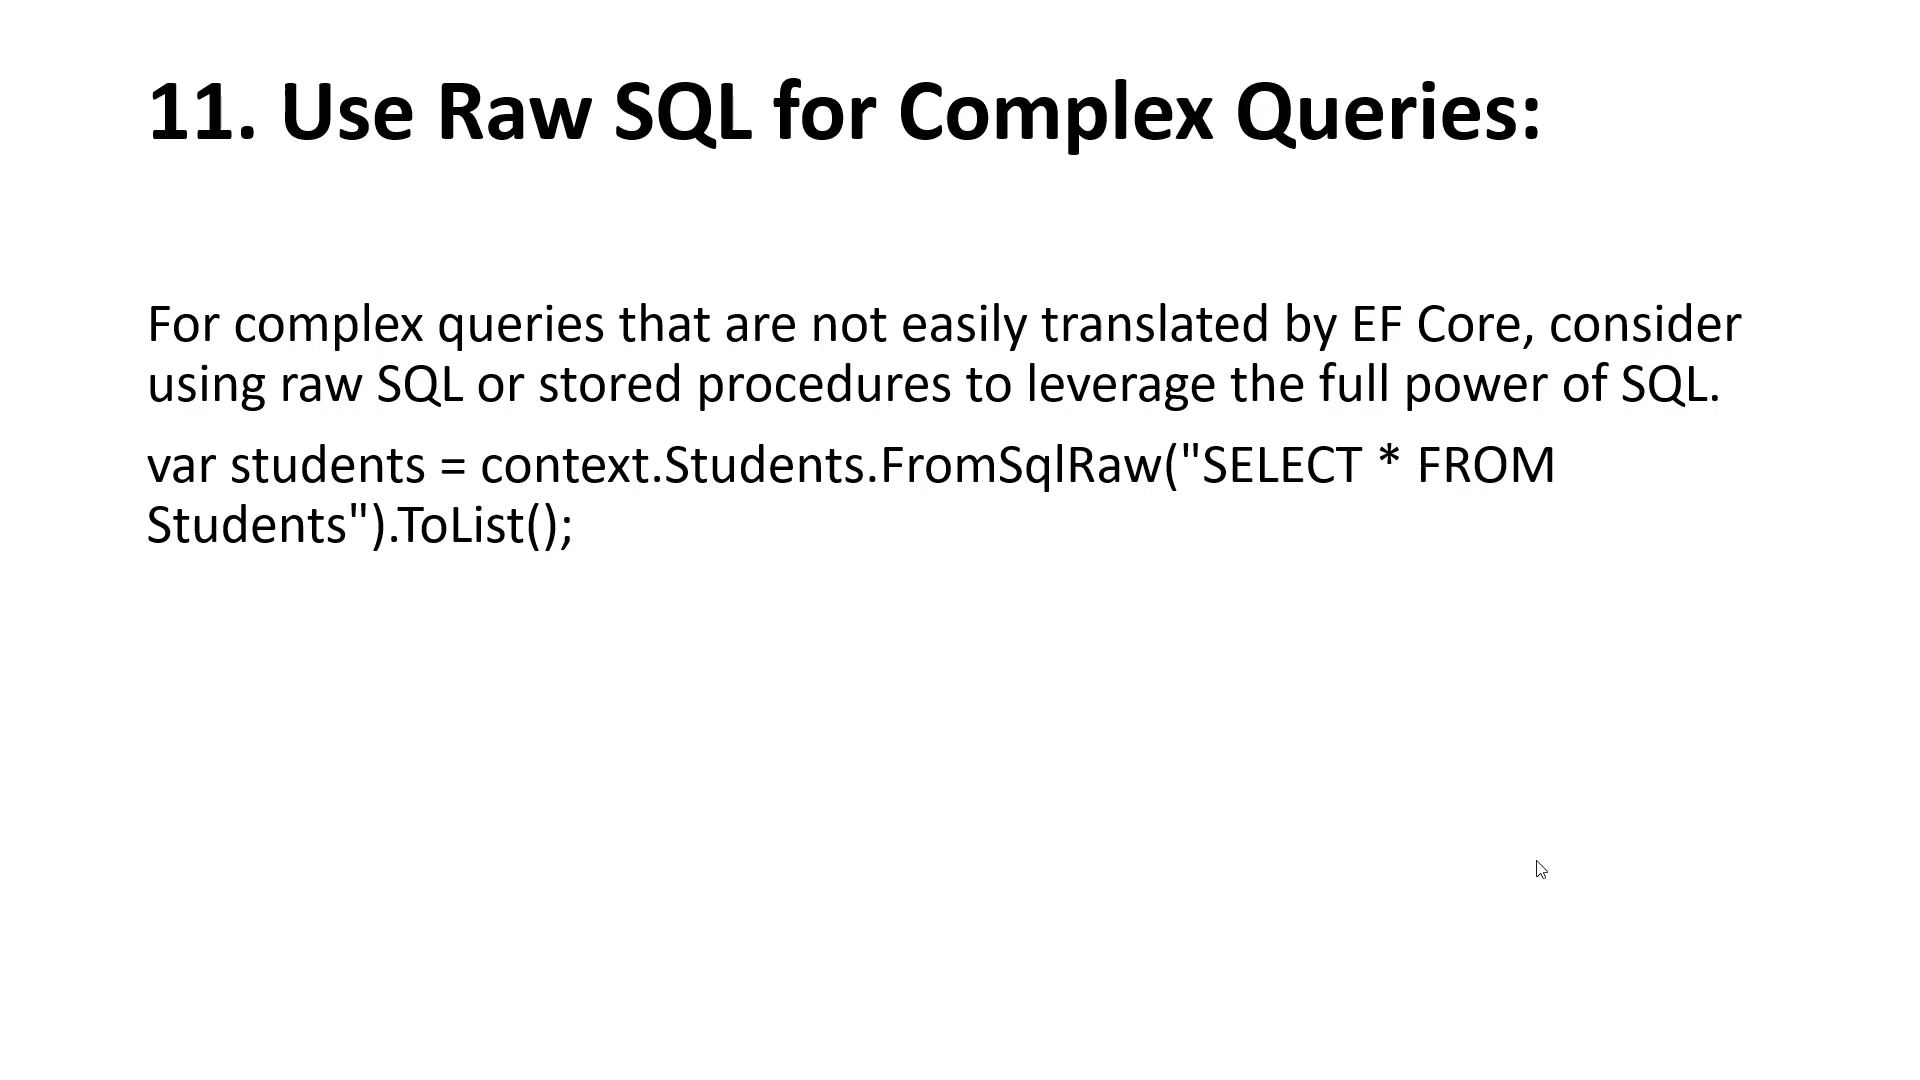 11. Use Raw SQL for Complex Queries:
For complex queries that are not easily translated by EF Core, consider
using raw SQL or stored procedures to leverage the full power of SQL.
var students = context.Students.FromSqlRaw("SELECT * FROM
Students").ToList();